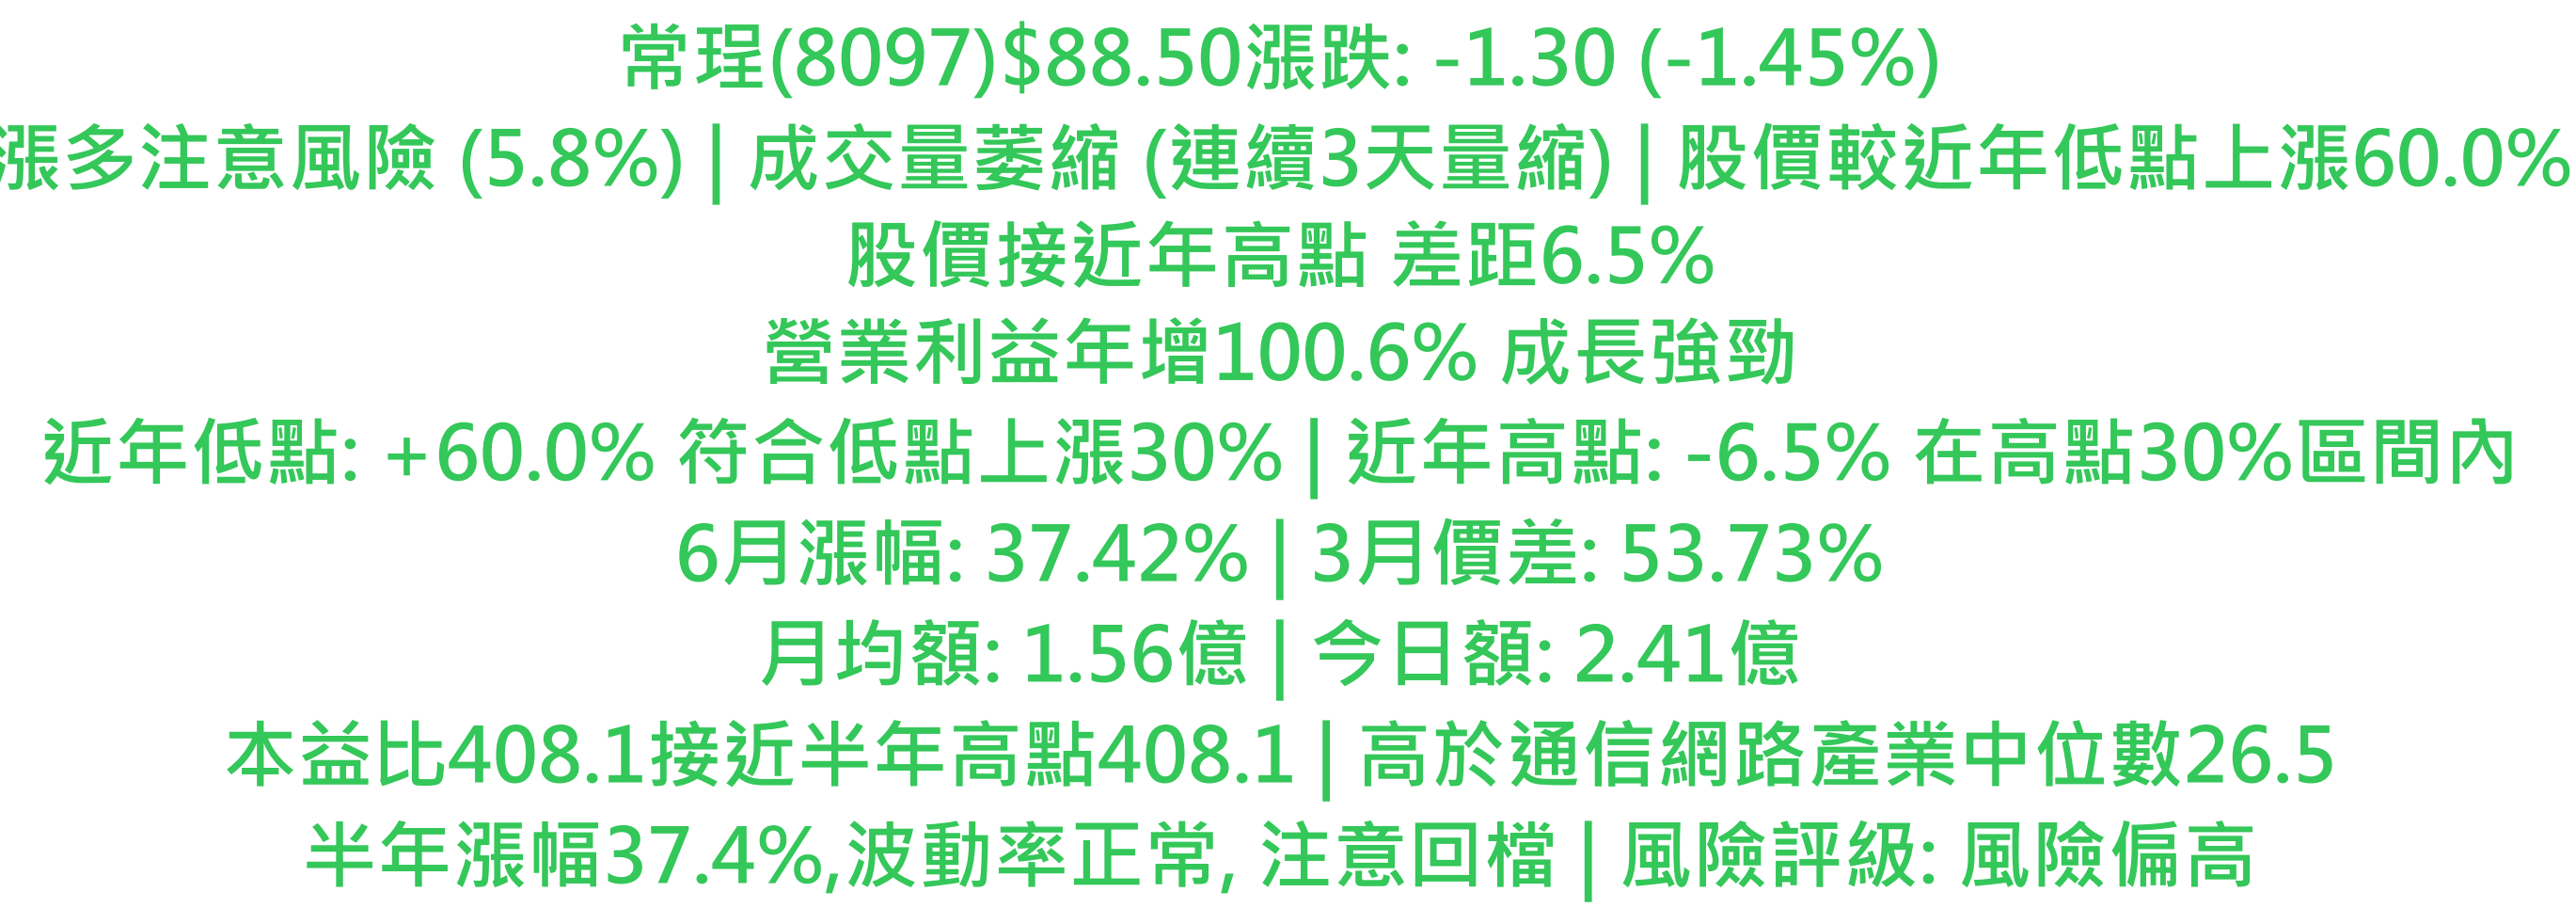 常珵(8097)$88.50漲跌: -1.30 (-1.45%)
漲多注意風險 (5.8%) | 成交量萎縮 (連續3天量縮) | 股價較近年低點上漲60.0%
股價接近年高點 差距6.5%
營業利益年增100.6% 成長強勁
近年低點: +60.0% 符合低點上漲30% | 近年高點: -6.5% 在高點30%區間內
6月漲幅: 37.42% | 3月價差: 53.73%
月均額: 1.56億 | 今日額: 2.41億
本益比408.1接近半年高點408.1 | 高於通信網路產業中位數26.5
半年漲幅37.4%,波動率正常, 注意回檔 | 風險評級: 風險偏高